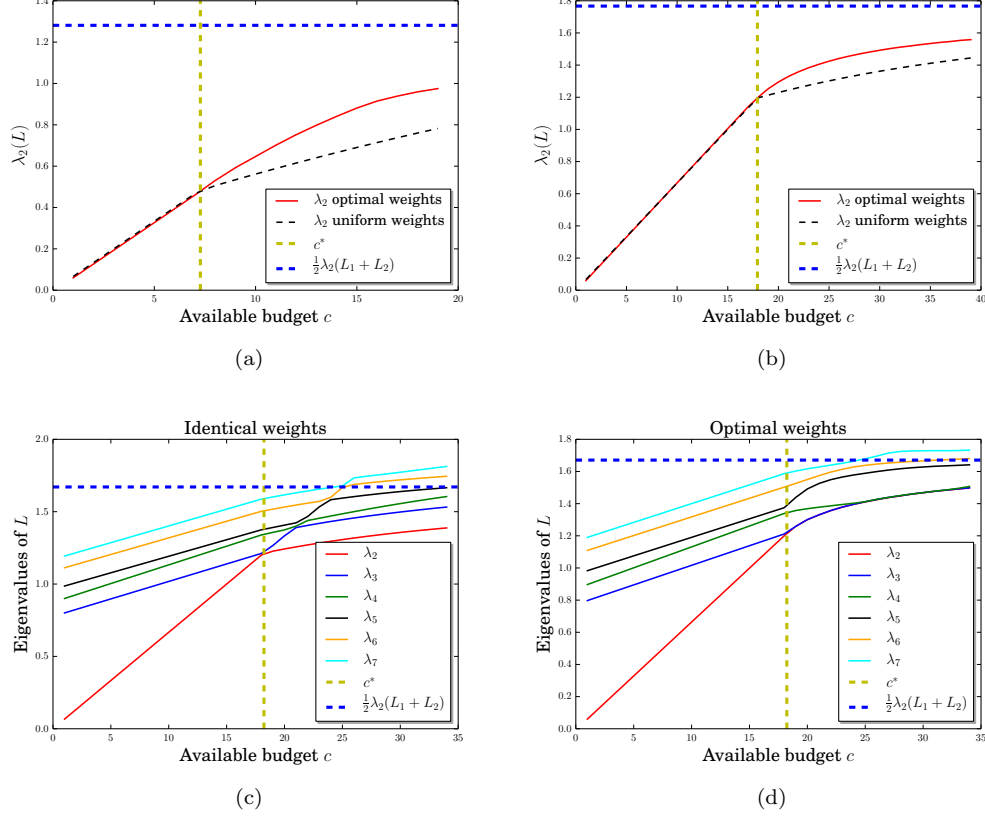 1.4
1.2
1.0
0.8
0.6
0.4
0.2
0.0
λ₂(L)
0 5 10 15 20
Available budget c
λ₂ optimal weights
λ₂ uniform weights
c*
½λ₂(L₁ + L₂)
(a)
1.8
1.6
1.4
1.2
1.0
0.8
0.6
0.4
0.2
0.0
λ₂(L)
0 5 10 15 20 25 30 35 40
Available budget c
λ₂ optimal weights
λ₂ uniform weights
c*
½λ₂(L₁ + L₂)
(b)
Identical weights
2.0
1.5
1.0
0.5
0.0
Eigenvalues of L
0 5 10 15 20 25 30 35
Available budget c
λ₂
λ₃
λ₄
λ₅
λ₆
λ₇
c*
½λ₂(L₁ + L₂)
(c)
Optimal weights
1.8
1.6
1.4
1.2
1.0
0.8
0.6
0.4
0.2
0.0
Eigenvalues of L
0 5 10 15 20 25 30 35
Available budget c
λ₂
λ₃
λ₄
λ₅
λ₆
λ₇
c*
½λ₂(L₁ + L₂)
(d)